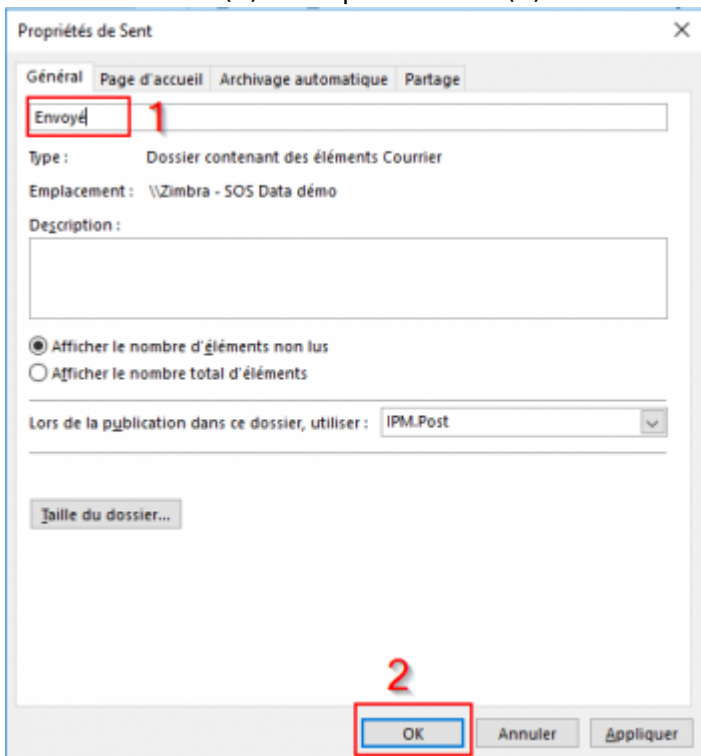 Propriétés de Sent
Général Page d'accueil Archivage automatique Partage
Envoyé 1
Type : Dossier contenant des éléments Courrier
Emplacement : \\Zimbra - SOS Data démo
Description :
Afficher le nombre d'éléments non lus
Afficher le nombre total d'éléments
Lors de la publication dans ce dossier, utiliser : IPM.Post
Taille du dossier...
2
OK Annuler Appliquer